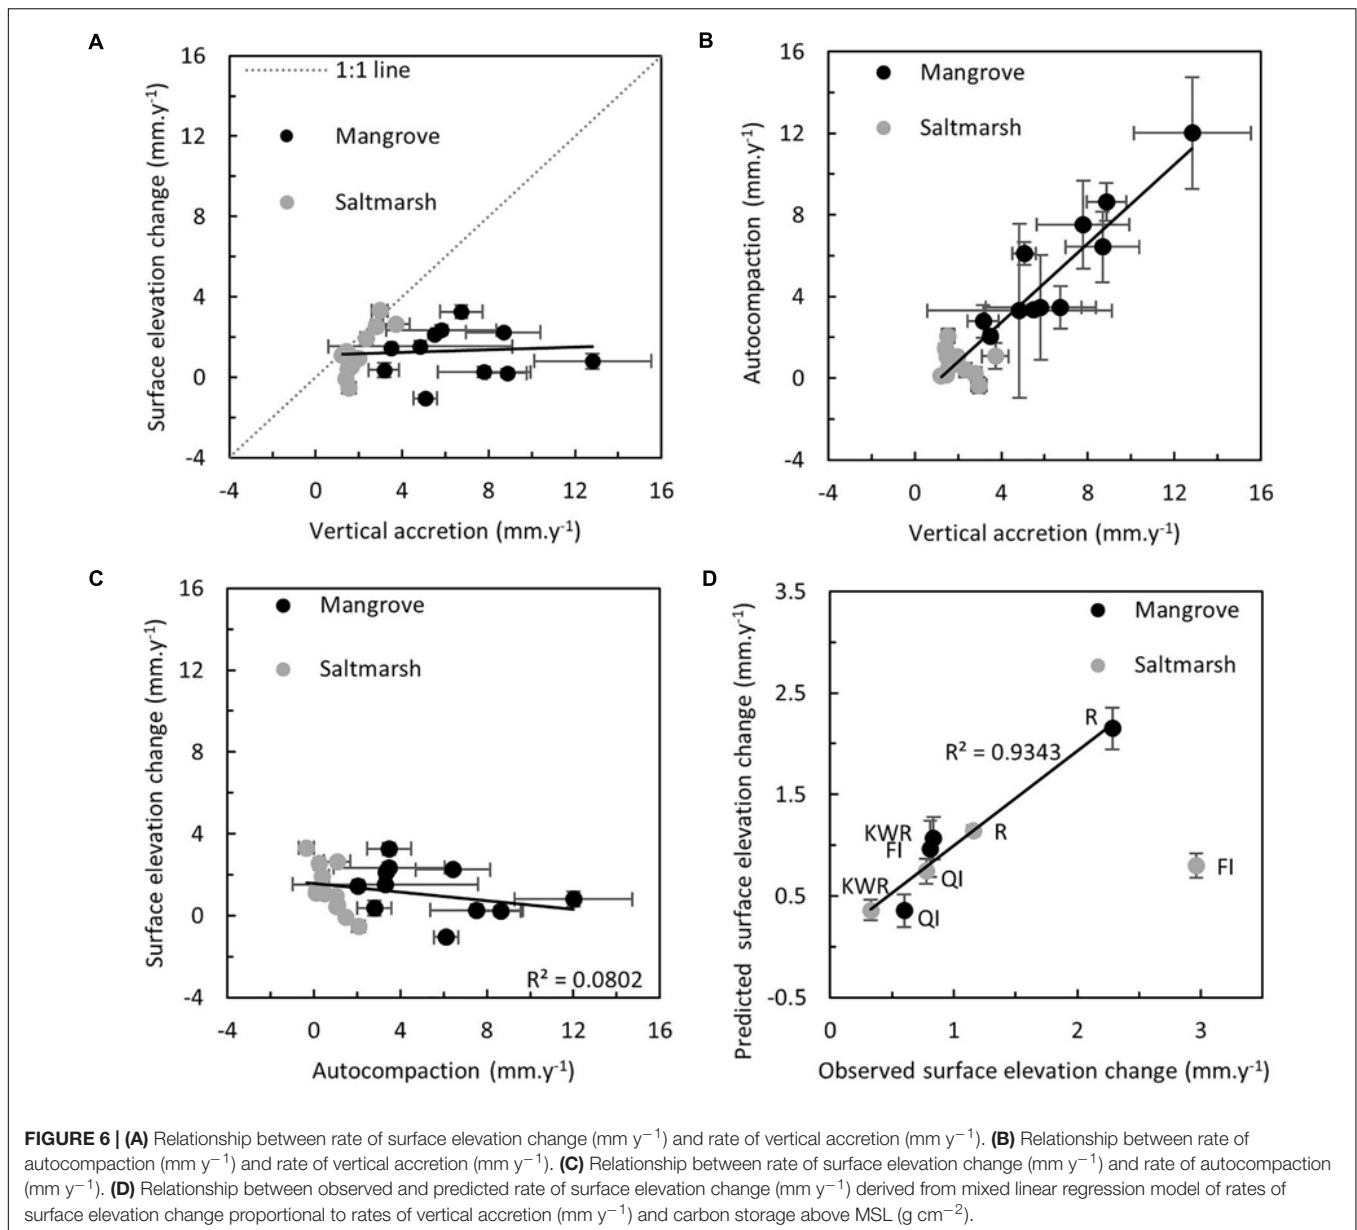 A
Surface elevation change (mm.y-1)
16
12
8
4
0
-4
1:1 line
Mangrove
Saltmarsh
-4 0 4 8 12 16
Vertical accretion (mm.y-1)
B
Autocompaction (mm.y-1)
16
12
8
4
0
-4
Mangrove
Saltmarsh
-4 0 4 8 12 16
Vertical accretion (mm.y-1)
C
Surface elevation change (mm.y-1)
16
12
8
4
0
-4
Mangrove
Saltmarsh
R² = 0.0802
-4 0 4 8 12 16
Autocompaction (mm.y-1)
D
Predicted surface elevation change (mm.y-1)
3.5
2.5
1.5
0.5
-0.5
Mangrove
Saltmarsh
R
R² = 0.9343
KWR
R
FI
FI
KWR
QI
QI
0 1 2 3
Observed surface elevation change (mm.y-1)
FIGURE 6 | (A) Relationship between rate of surface elevation change (mm y−1) and rate of vertical accretion (mm y−1). (B) Relationship between rate of
autocompaction (mm y−1) and rate of vertical accretion (mm y−1). (C) Relationship between rate of surface elevation change (mm y−1) and rate of autocompaction
(mm y−1). (D) Relationship between observed and predicted rate of surface elevation change (mm y−1) derived from mixed linear regression model of rates of
surface elevation change proportional to rates of vertical accretion (mm y−1) and carbon storage above MSL (g cm−2).